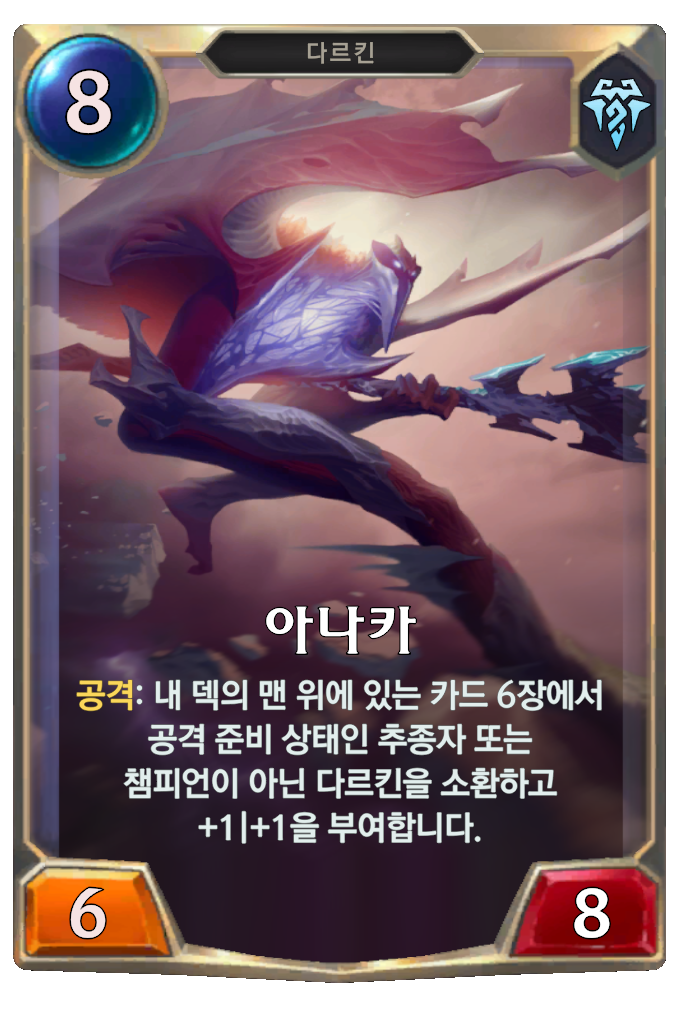 다르킨
8
아나카
공격: 내 덱의 맨 위에 있는 카드 6장에서
공격 준비 상태인 추종자 또는
챔피언이 아닌 다르킨을 소환하고
+1|+1을 부여합니다.
6
8